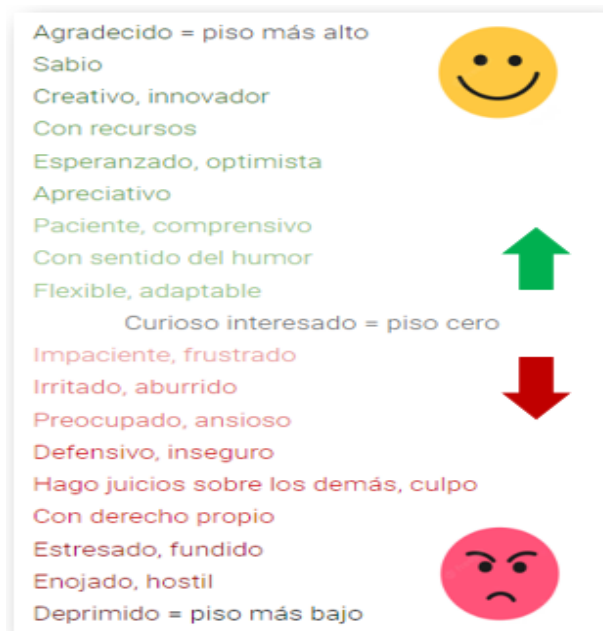 Agradecido = piso más alto
Sabio
Creativo, innovador
Con recursos
Esperanzado, optimista
Apreciativo
Paciente, comprensivo
Con sentido del humor
Flexible, adaptable
Curioso interesado = piso cero
Impaciente, frustrado
Irritado, aburrido
Preocupado, ansioso
Defensivo, inseguro
Hago juicios sobre los demás, culpo
Con derecho propio
Estresado, fundido
Enojado, hostil
Deprimido = piso más bajo